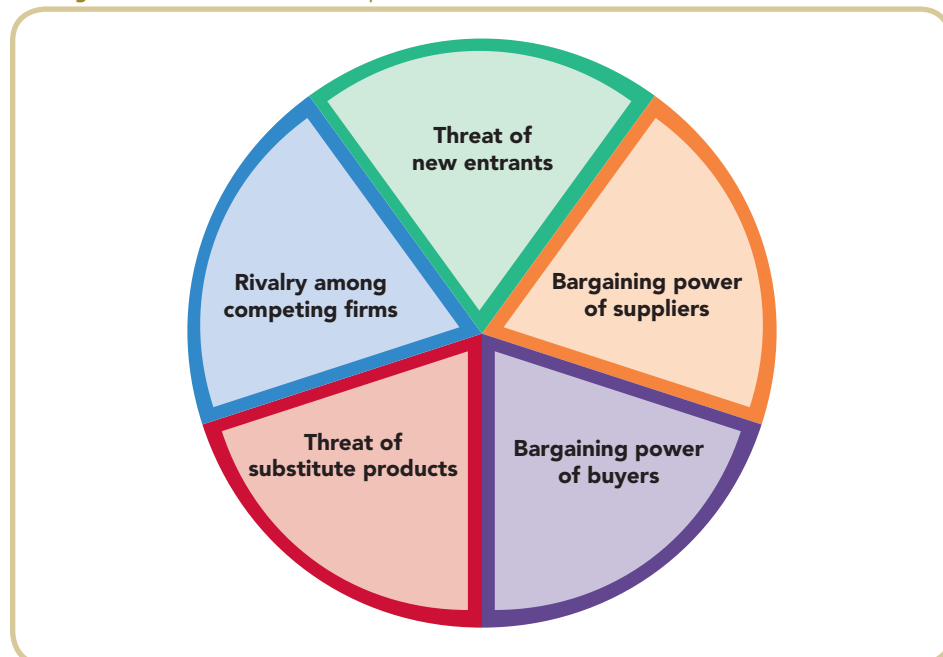 Threat of
new entrants
Rivalry among
competing firms
Bargaining power
of suppliers
Threat of
substitute products
Bargaining power
of buyers